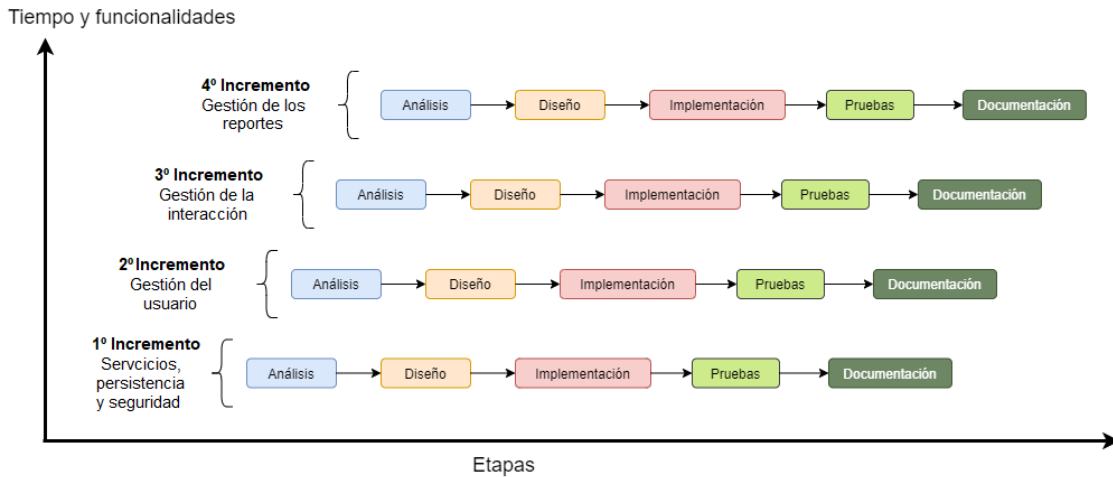 Tiempo y funcionalidades
4º Incremento
Gestión de los
reportes
Análisis
Diseño
Implementación
Pruebas
Documentación
3º Incremento
Gestión de la
interacción
Análisis
Diseño
Implementación
Pruebas
Documentación
2º Incremento
Gestión del
usuario
Análisis
Diseño
Implementación
Pruebas
Documentación
1º Incremento
Servcicios,
persistencia
y seguridad
Análisis
Diseño
Implementación
Pruebas
Documentación
Etapas